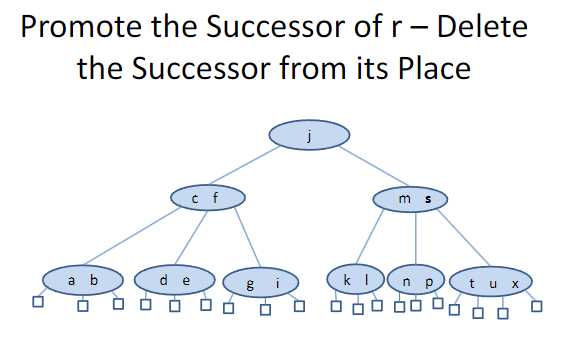 Promote the Successor of r – Delete
the Successor from its Place
j
c f
m s
a b
d e
g i
k l
n p
t u x